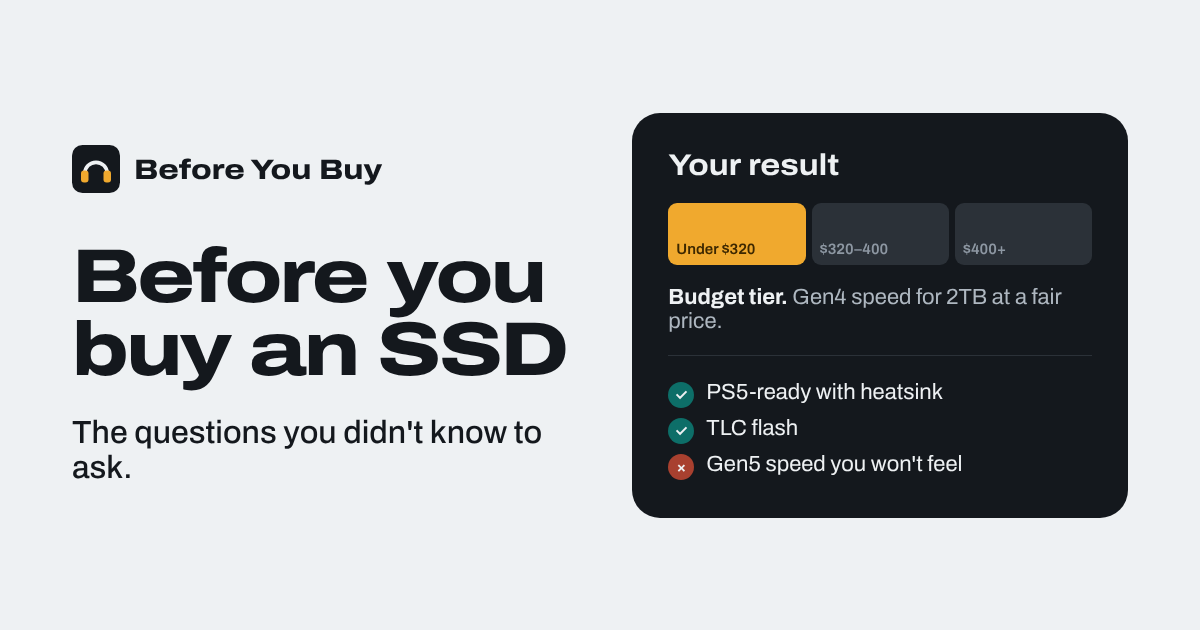 Before You Buy
Before you
buy an SSD
The questions you didn't know to
ask.
Your result
Under $320
$320–400
$400+
Budget tier. Gen4 speed for 2TB at a fair
price.
PS5-ready with heatsink
TLC flash
Gen5 speed you won't feel